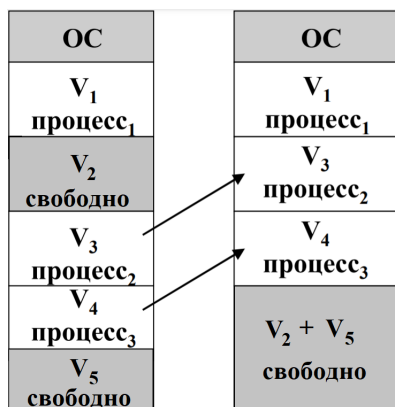 ОС
V₁
процесс₁
V₂
свободно
V₃
процесс₂
V₄
процесс₃
V₅
свободно
ОС
V₁
процесс₁
V₃
процесс₂
V₄
процесс₃
V₂ + V₅
свободно